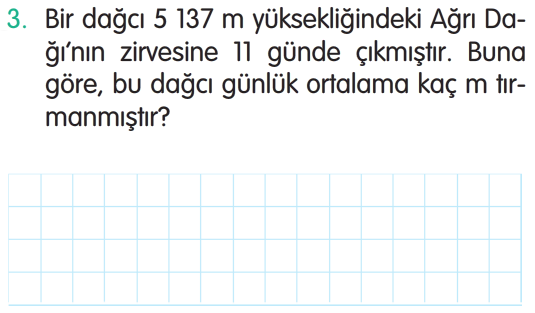 3. Bir dağcı 5 137 m yüksekliğindeki Ağrı Da-
ğı’nın zirvesine 11 günde çıkmıştır. Buna
göre, bu dağcı günlük ortalama kaç m tır-
manmıştır?